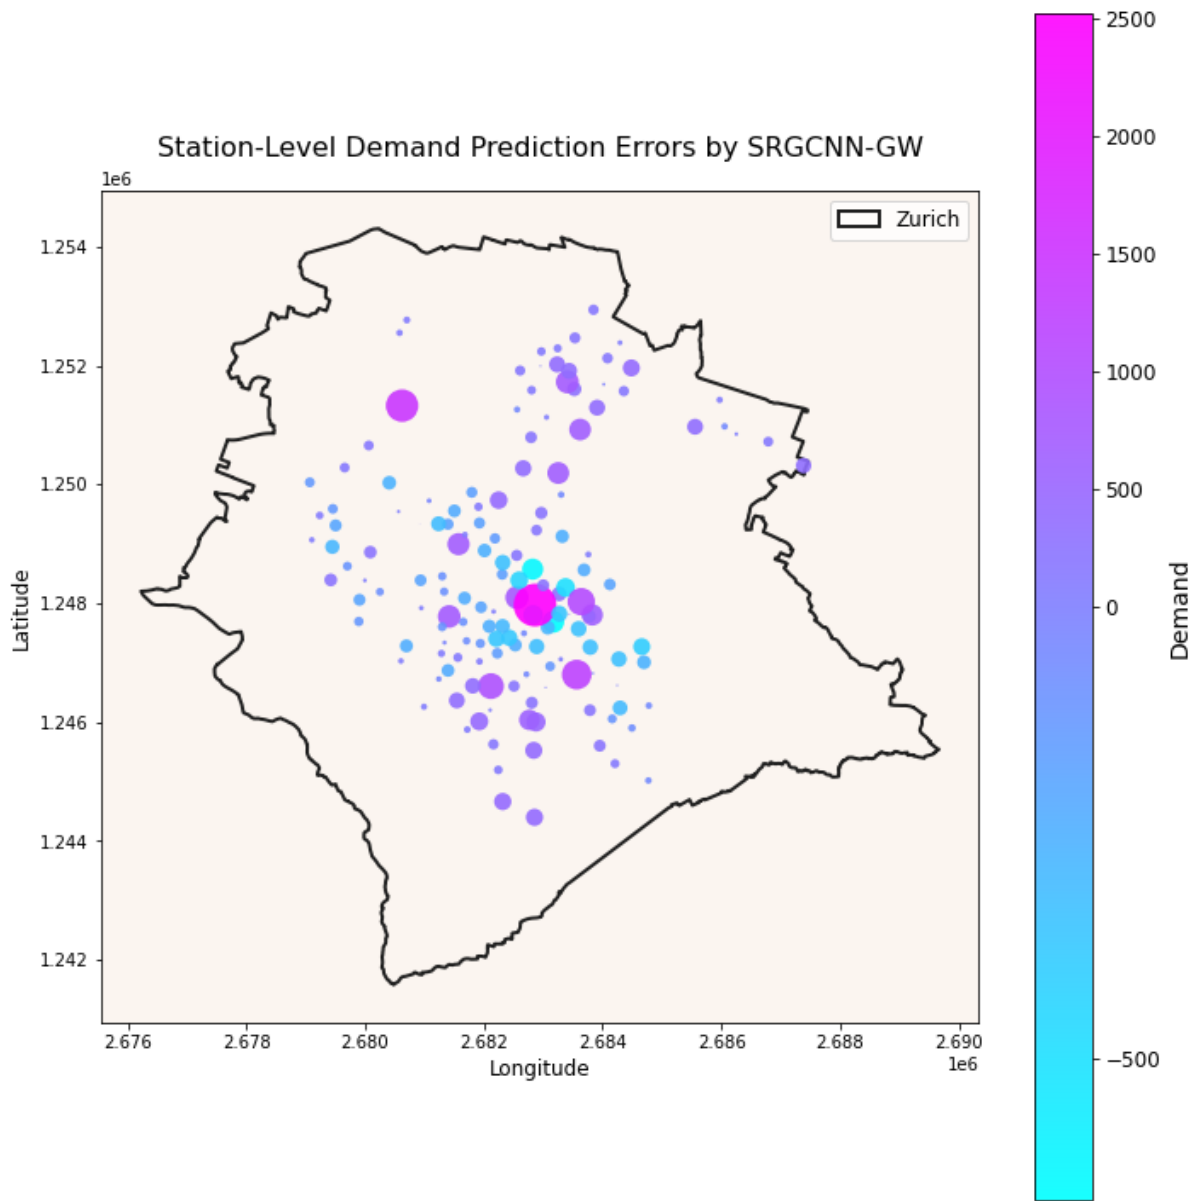 Station-Level Demand Prediction Errors by SRGCNN-GW
1e6
Zurich
1.254
1.252
1.250
1.248
1.246
1.244
1.242
Latitude
2.676 2.678 2.680 2.682 2.684 2.686 2.688 2.690
Longitude
1e6
2500
2000
1500
1000
500
0
−500
Demand